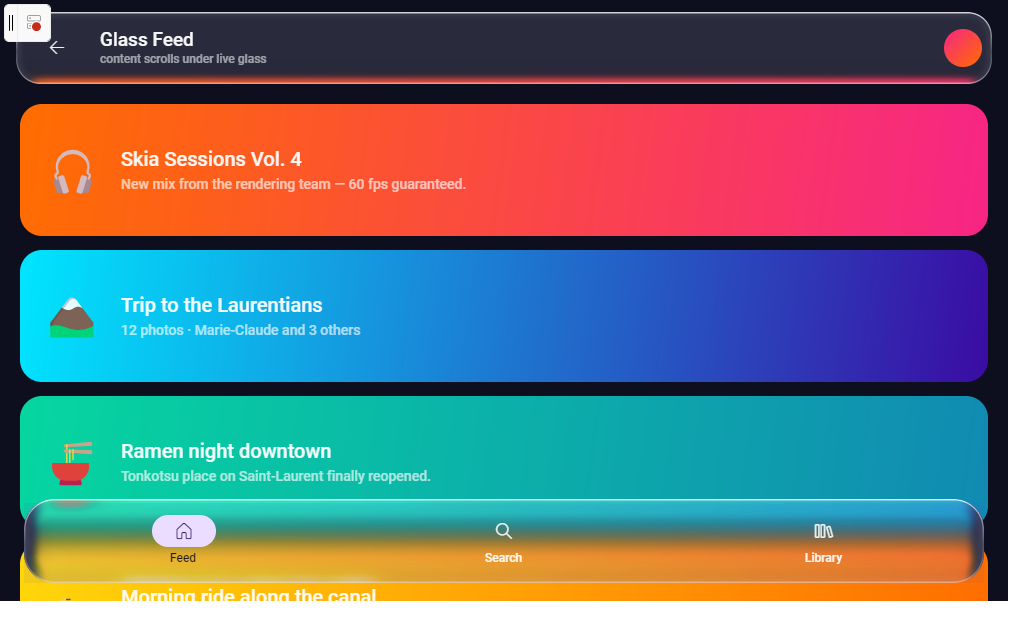 Glass Feed
content scrolls under live glass
Skia Sessions Vol. 4
New mix from the rendering team — 60 fps guaranteed.
Trip to the Laurentians
12 photos · Marie-Claude and 3 others
Ramen night downtown
Tonkotsu place on Saint-Laurent finally reopened.
Feed
Search
Library
Morning ride along the canal